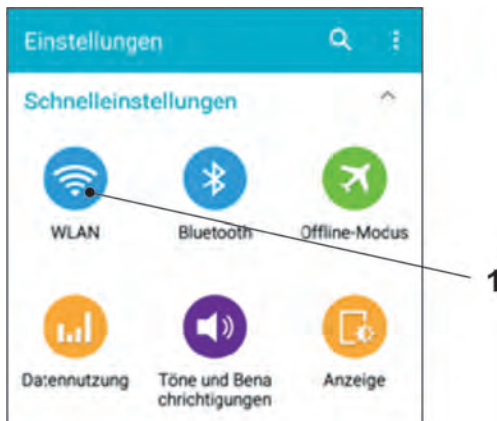 Einstellungen
Schnelleinstellungen
WLAN Bluetooth Offline-Modus
1
Datennutzung Töne und Bena Anzeige
chrichtigungen